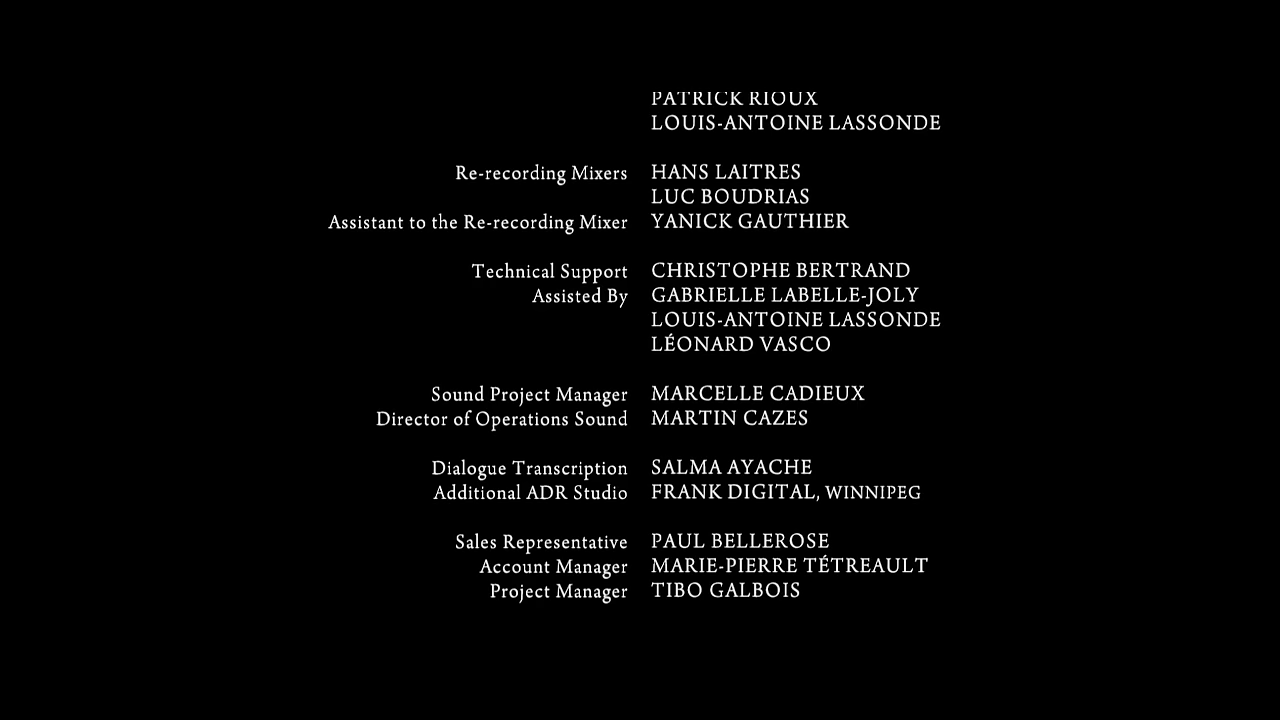 PATRICK RIOUX
LOUIS-ANTOINE LASSONDE
Re-recording Mixers HANS LAITRES
LUC BOUDRIAS
Assistant to the Re-recording Mixer YANICK GAUTHIER
Technical Support CHRISTOPHE BERTRAND
Assisted By GABRIELLE LABELLE-JOLY
LOUIS-ANTOINE LASSONDE
LÉONARD VASCO
Sound Project Manager MARCELLE CADIEUX
Director of Operations Sound MARTIN CAZES
Dialogue Transcription SALMA AYACHE
Additional ADR Studio FRANK DIGITAL, WINNIPEG
Sales Representative PAUL BELLEROSE
Account Manager MARIE-PIERRE TÉTREAULT
Project Manager TIBO GALBOIS